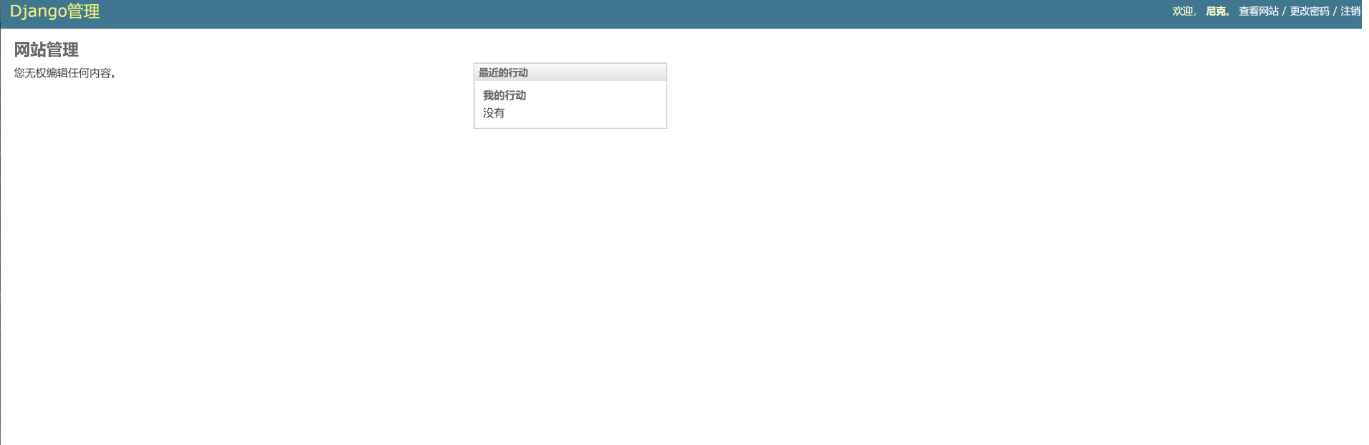 Django管理
欢迎， 尼克。 查看网站 / 更改密码 / 注销
网站管理
您无权编辑任何内容。
最近的行动
我的行动
没有